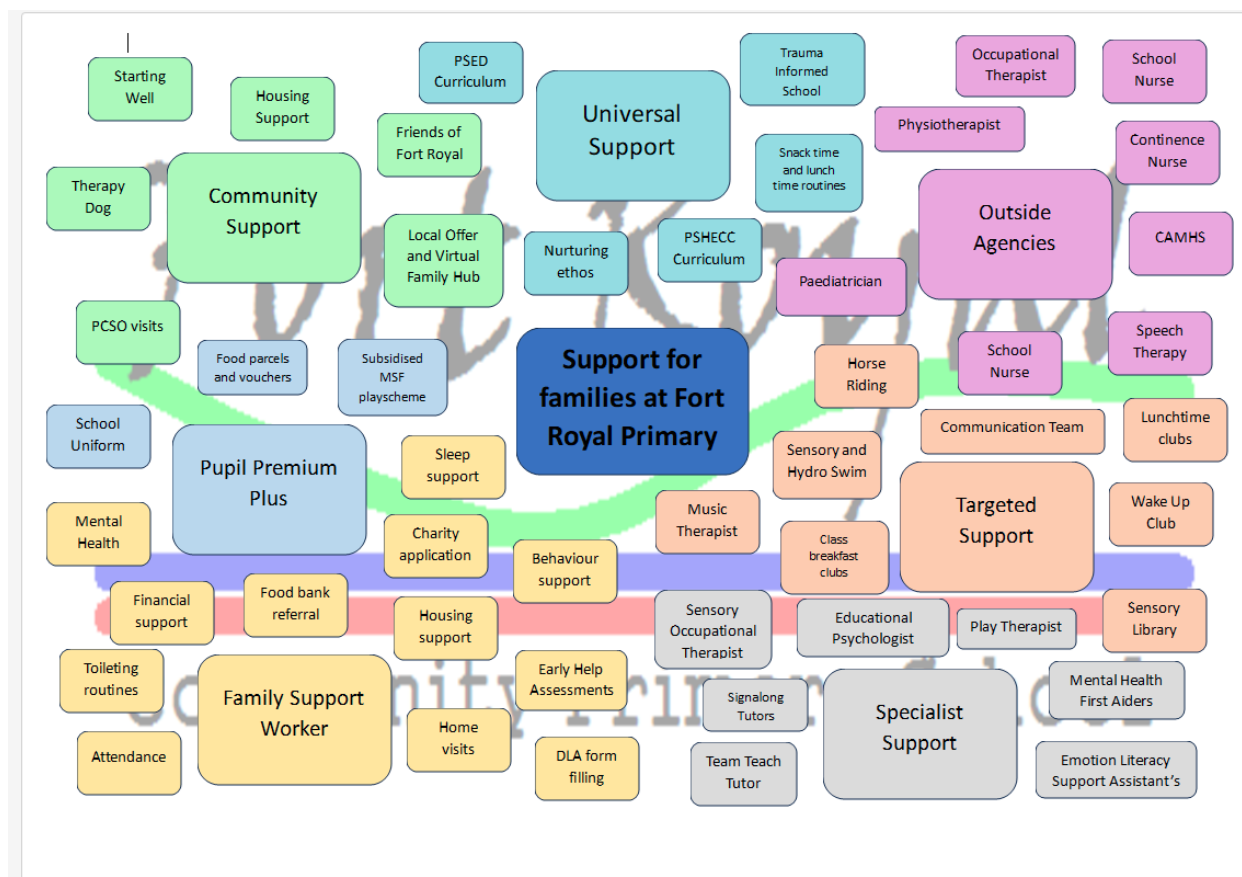 Starting
Well
Housing
Support
Friends of
Fort Royal
Therapy
Dog
Community
Support
Local Offer
and Virtual
Family Hub
PCSO visits
PSED
Curriculum
Universal
Support
Trauma
Informed
School
Snack time
and lunch
time routines
Nurturing
ethos
PSHECC
Curriculum
Occupational
Therapist
School
Nurse
Physiotherapist
Continence
Nurse
Outside
Agencies
CAMHS
Paediatrician
School
Nurse
Speech
Therapy
Support for
families at Fort
Royal Primary
Food parcels
and vouchers
Subsidised
MSF
playscheme
School
Uniform
Pupil Premium
Plus
Horse
Riding
Communication Team
Lunchtime
clubs
Sensory and
Hydro Swim
Targeted
Support
Wake Up
Club
Music
Therapist
Class
breakfast
clubs
Sensory
Library
Sleep
support
Mental
Health
Charity
application
Behaviour
support
Financial
support
Food bank
referral
Housing
support
Toileting
routines
Family Support
Worker
Early Help
Assessments
Attendance
Home
visits
DLA form
filling
Sensory
Occupational
Therapist
Educational
Psychologist
Play Therapist
Signalong
Tutors
Specialist
Support
Mental Health
First Aiders
Team Teach
Tutor
Emotion Literacy
Support Assistant's